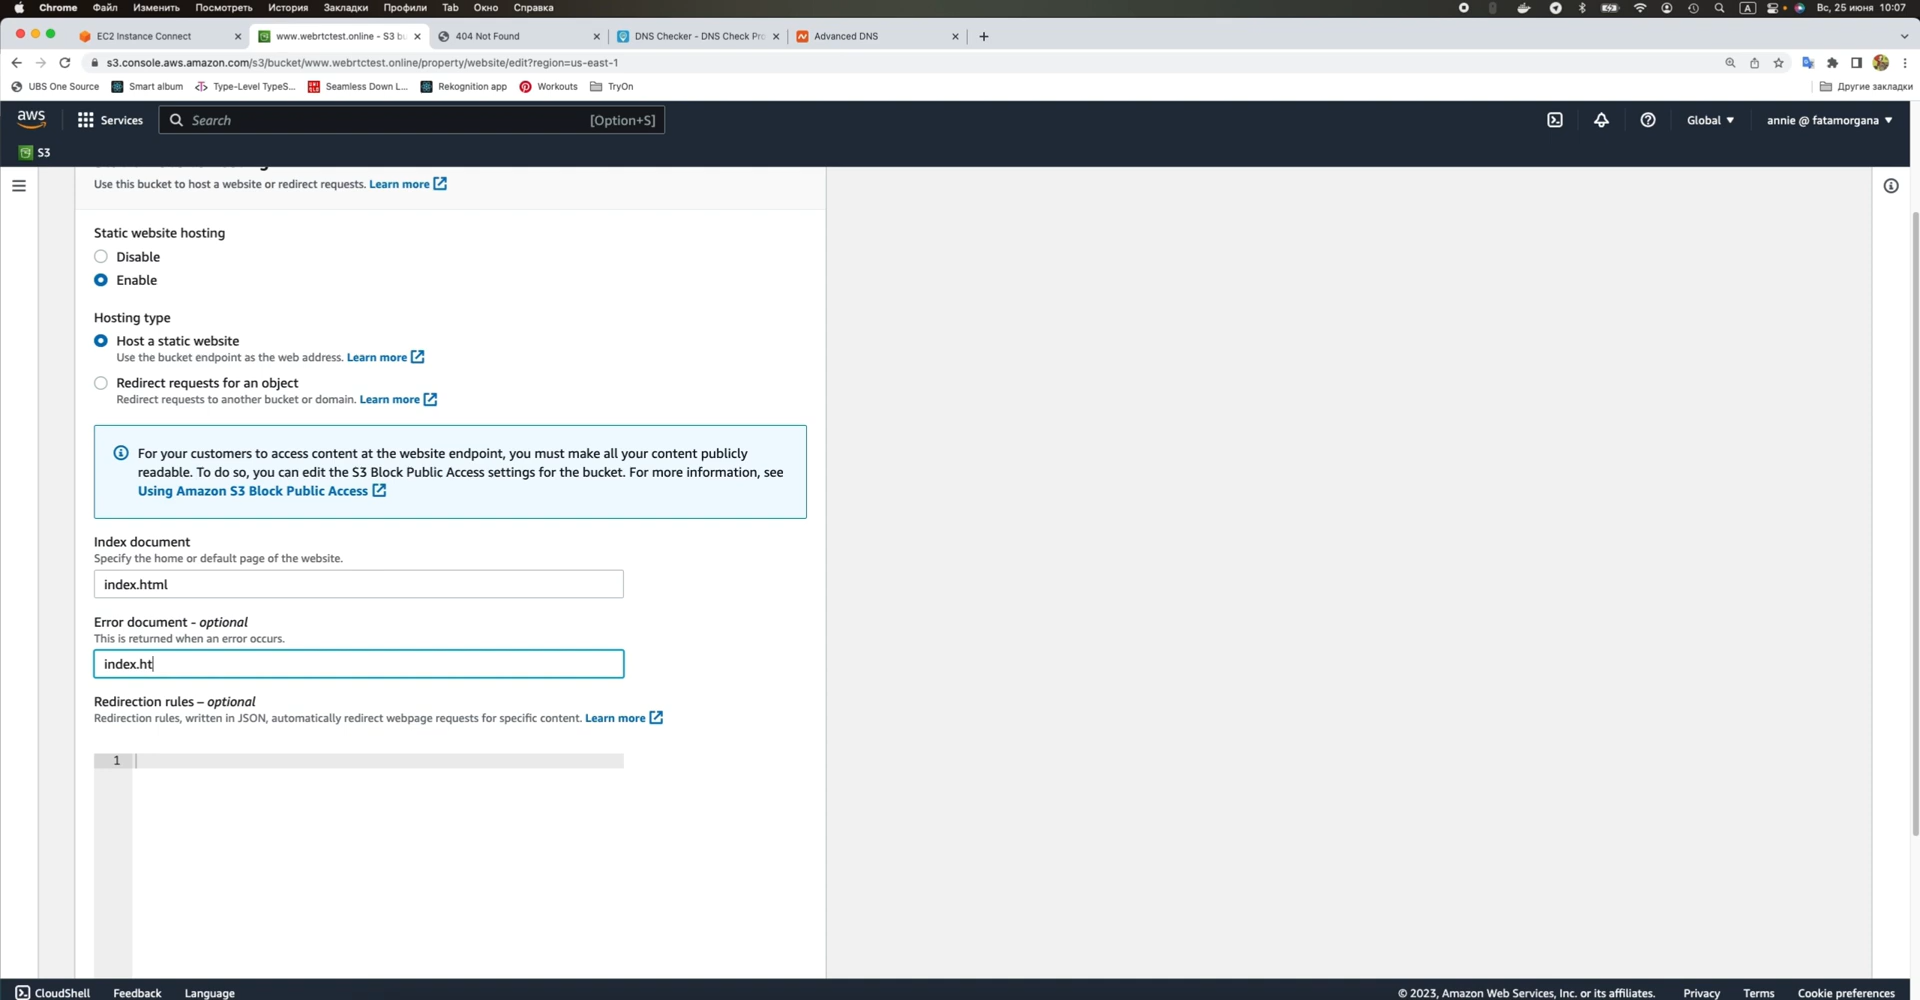 Chrome Файл Изменить Посмотреть История Закладки Профили Tab Окно Справка A Вс, 25 июня 10:07
EC2 Instance Connect www.webrtctest.online - S3 bu 404 Not Found DNS Checker - DNS Check Pro Advanced DNS
s3.console.aws.amazon.com/s3/bucket/www.webrtctest.online/property/website/edit?region=us-east-1
UBS One Source Smart album Type-Level TypeS... Seamless Down L... Rekognition app Workouts TryOn Другие закладки
aws Services Search [Option+S] Global annie @ fatamorgana
S3
Use this bucket to host a website or redirect requests. Learn more
Static website hosting
Disable
Enable
Hosting type
Host a static website
Use the bucket endpoint as the web address. Learn more
Redirect requests for an object
Redirect requests to another bucket or domain. Learn more
For your customers to access content at the website endpoint, you must make all your content publicly
readable. To do so, you can edit the S3 Block Public Access settings for the bucket. For more information, see
Using Amazon S3 Block Public Access
Index document
Specify the home or default page of the website.
index.html
Error document - optional
This is returned when an error occurs.
index.ht
Redirection rules – optional
Redirection rules, written in JSON, automatically redirect webpage requests for specific content. Learn more
1
CloudShell Feedback Language © 2023, Amazon Web Services, Inc. or its affiliates. Privacy Terms Cookie preferences